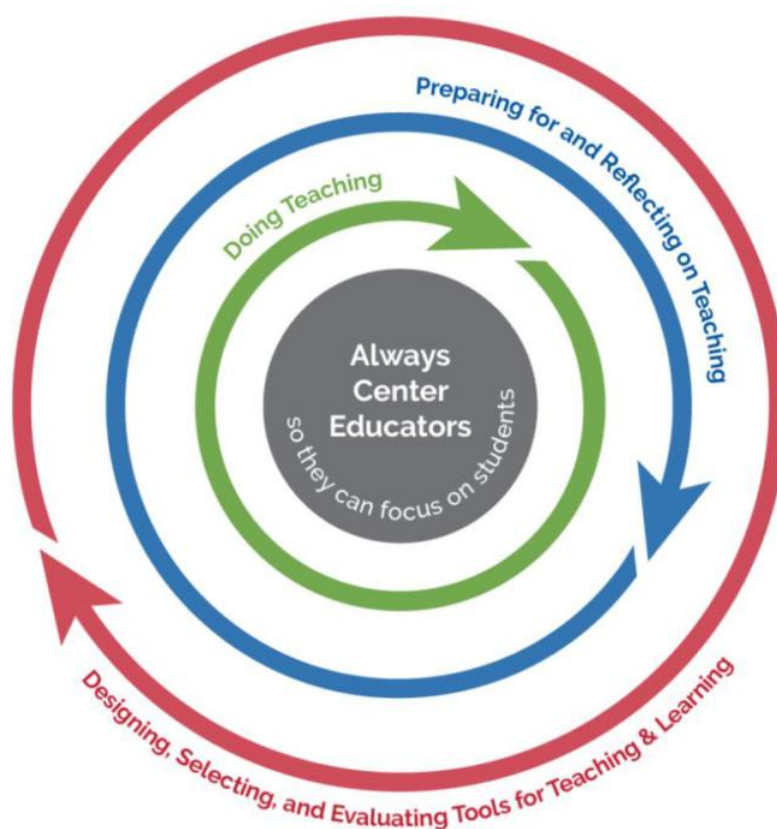 Preparing for and Reflecting on Teaching
Doing Teaching
Always
Center
Educators
so they can focus on students
Designing, Selecting, and Evaluating Tools for Teaching & Learning